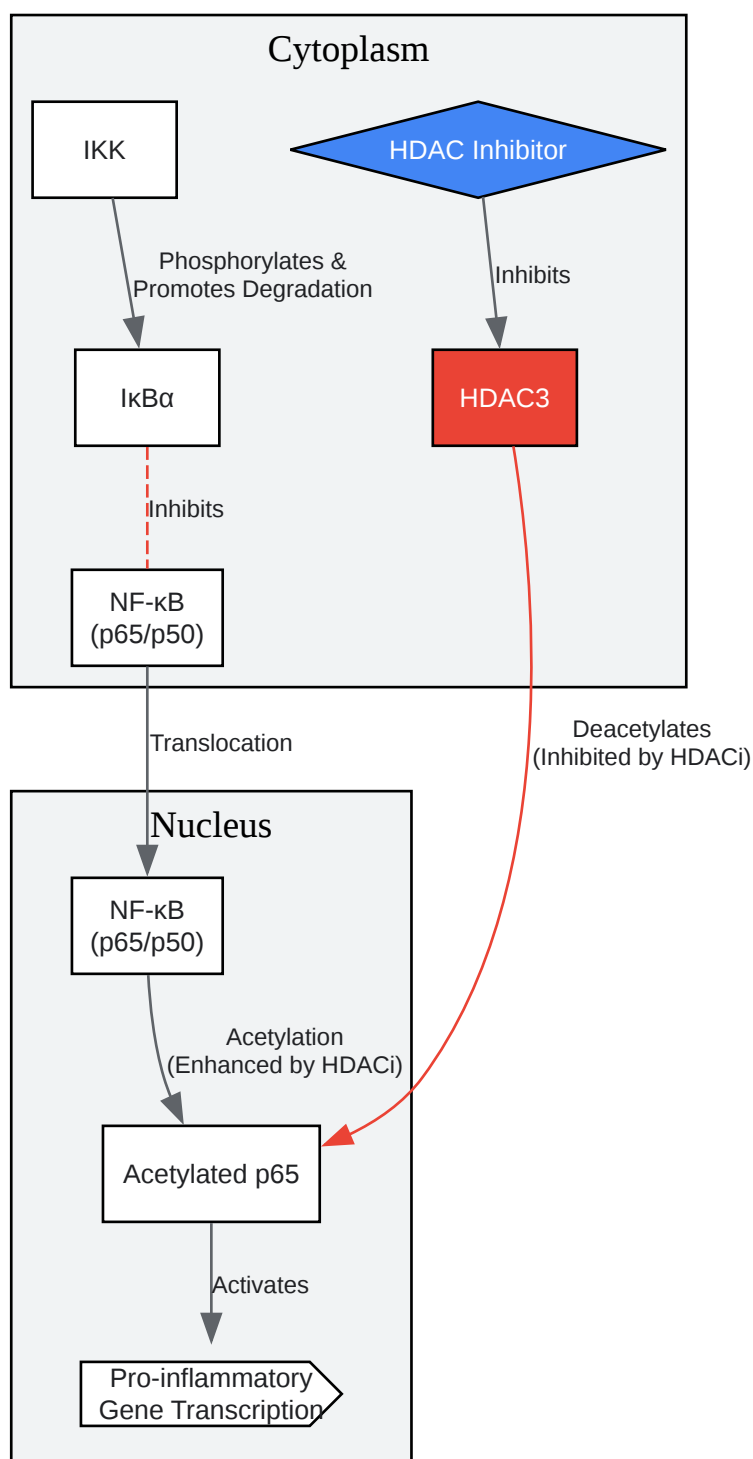 Cytoplasm
IKK
HDAC Inhibitor
Phosphorylates &
Promotes Degradation
Inhibits
IκBα
HDAC3
Inhibits
NF-κB
(p65/p50)
Translocation
Deacetylates
(Inhibited by HDACi)
Nucleus
NF-κB
(p65/p50)
Acetylation
(Enhanced by HDACi)
Acetylated p65
Activates
Pro-inflammatory
Gene Transcription